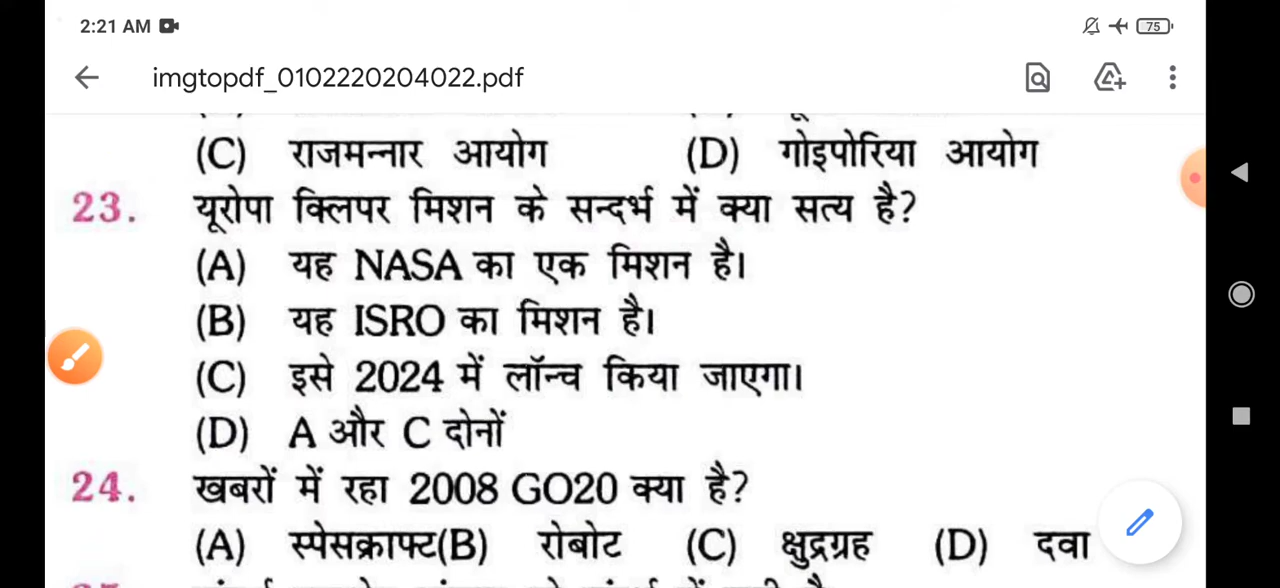 2:21 AM
75
imgtopdf_0102220204022.pdf
(C) राजमन्नार आयोग (D) गोइपोरिया आयोग
23. यूरोपा क्लिपर मिशन के सन्दर्भ में क्या सत्य है?
(A) यह NASA का एक मिशन है।
(B) यह ISRO का मिशन है।
(C) इसे 2024 में लॉन्च किया जाएगा।
(D) A और C दोनों
24. खबरों में रहा 2008 GO20 क्या है?
(A) स्पेसक्राफ्ट(B) रोबोट (C) क्षुद्रग्रह (D) दवा